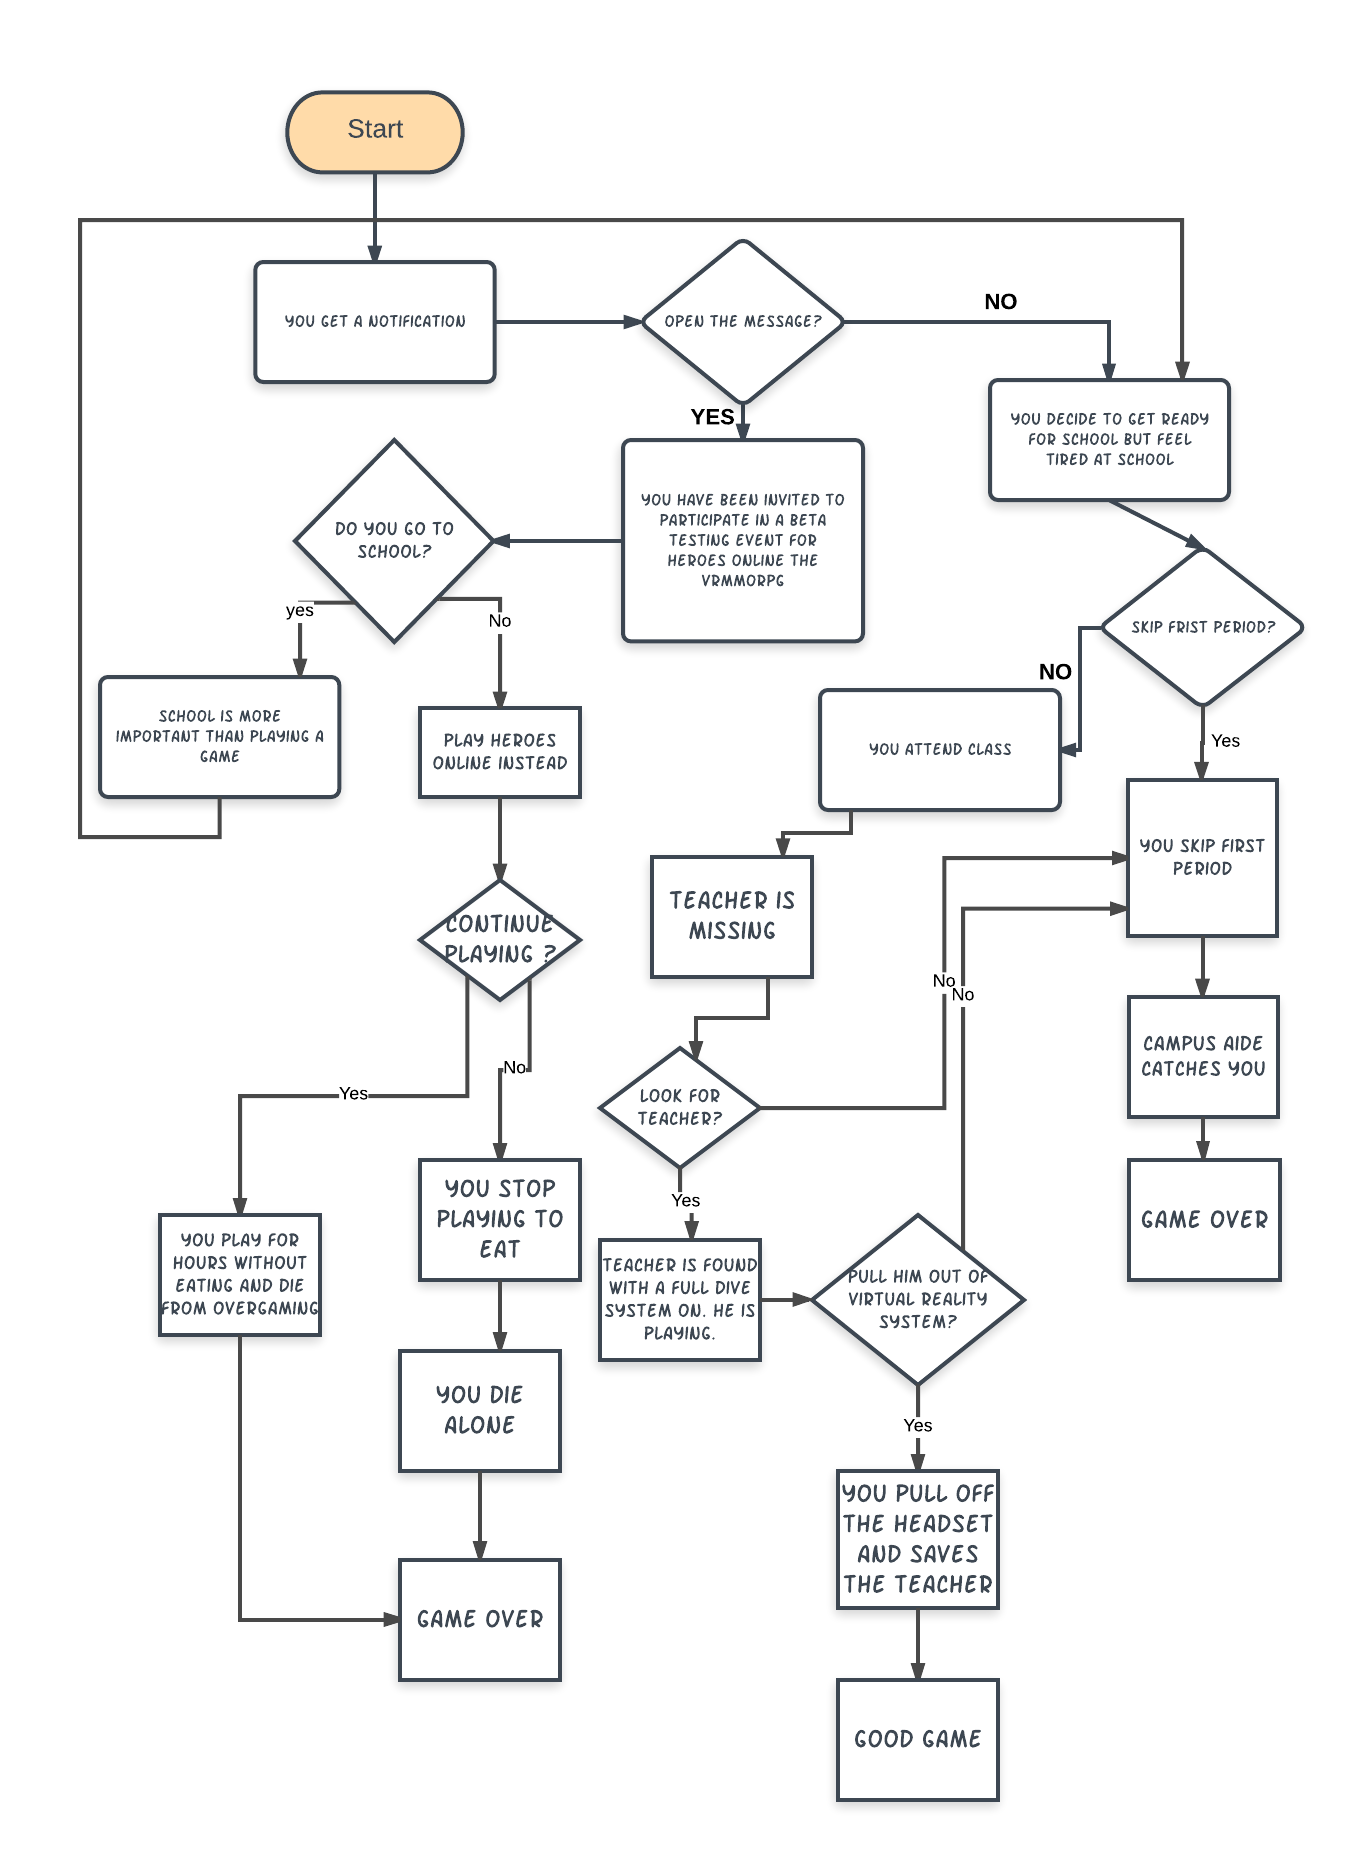 Start
YOU GET A NOTIFICATION
OPEN THE MESSAGE?
NO
YES
YOU DECIDE TO GET READY
FOR SCHOOL BUT FEEL
TIRED AT SCHOOL
YOU HAVE BEEN INVITED TO
PARTICIPATE IN A BETA
TESTING EVENT FOR
HEROES ONLINE THE
VRMMORPG
DO YOU GO TO
SCHOOL?
yes
No
SKIP FRIST PERIOD?
NO
Yes
SCHOOL IS MORE
IMPORTANT THAN PLAYING A
GAME
PLAY HEROES
ONLINE INSTEAD
YOU ATTEND CLASS
YOU SKIP FIRST
PERIOD
TEACHER IS
MISSING
CONTINUE
PLAYING ?
No
No
CAMPUS AIDE
CATCHES YOU
Yes
No
LOOK FOR
TEACHER?
Yes
YOU STOP
PLAYING TO
EAT
GAME OVER
YOU PLAY FOR
HOURS WITHOUT
EATING AND DIE
FROM OVERGAMING
TEACHER IS FOUND
WITH A FULL DIVE
SYSTEM ON. HE IS
PLAYING.
PULL HIM OUT OF
VIRTUAL REALITY
SYSTEM?
YOU DIE
ALONE
Yes
YOU PULL OFF
THE HEADSET
AND SAVES
THE TEACHER
GAME OVER
GOOD GAME